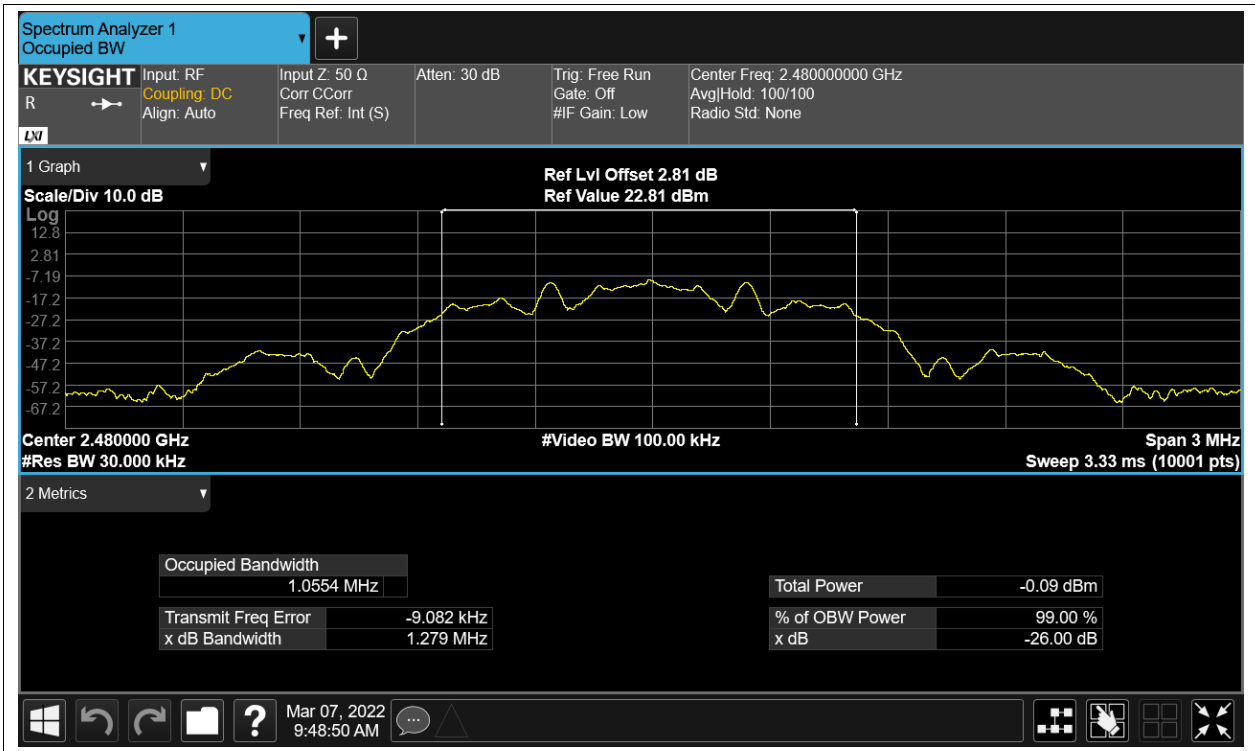 Spectrum Analyzer 1
Occupied BW
KEYSIGHT
R
LXI
Input: RF
Coupling: DC
Align: Auto
Input Z: 50 Ω
Corr CCorr
Freq Ref: Int (S)
Atten: 30 dB
Trig: Free Run
Gate: Off
#IF Gain: Low
Center Freq: 2.480000000 GHz
Avg|Hold: 100/100
Radio Std: None
1 Graph
Scale/Div 10.0 dB
Ref Lvl Offset 2.81 dB
Ref Value 22.81 dBm
Log
12.8
2.81
-7.19
-17.2
-27.2
-37.2
-47.2
-57.2
-67.2
Center 2.480000 GHz
#Res BW 30.000 kHz
#Video BW 100.00 kHz
Span 3 MHz
Sweep 3.33 ms (10001 pts)
2 Metrics
Occupied Bandwidth
1.0554 MHz
Transmit Freq Error -9.082 kHz
x dB Bandwidth 1.279 MHz
Total Power -0.09 dBm
% of OBW Power 99.00 %
x dB -26.00 dB
?
Mar 07, 2022
9:48:50 AM